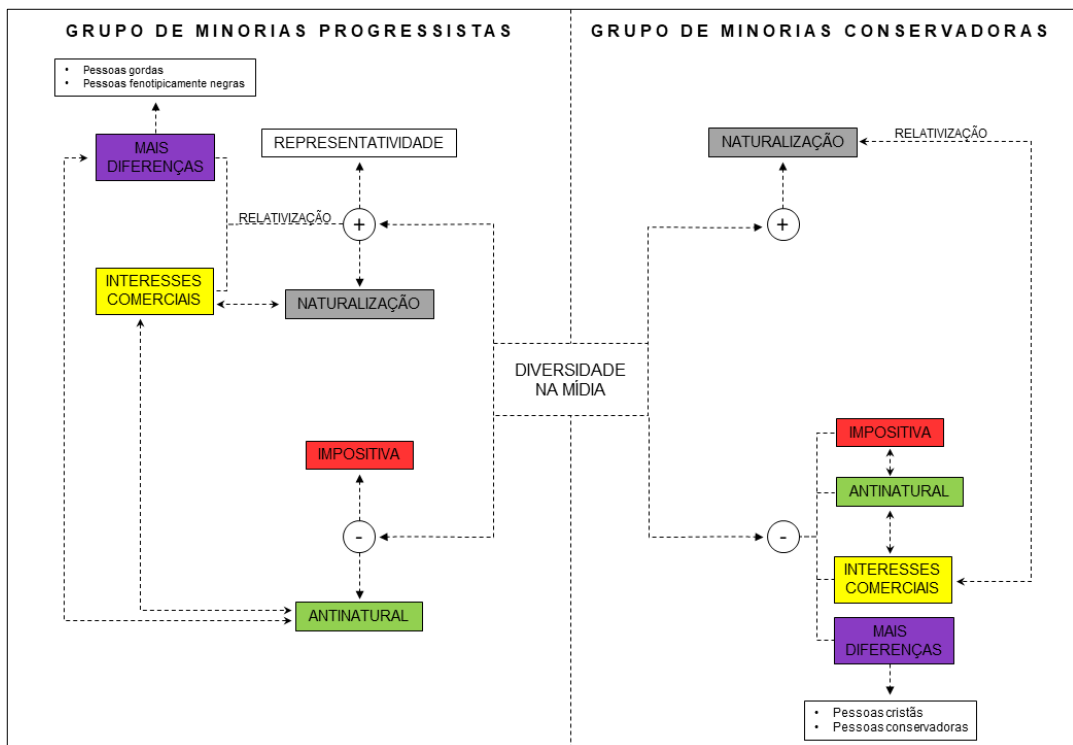 GRUPO DE MINORIAS PROGRESSISTAS
• Pessoas gordas
• Pessoas fenotipicamente negras
MAIS
DIFERENÇAS
REPRESENTATIVIDADE
RELATIVIZAÇÃO
+
INTERESSES
COMERCIAIS
NATURALIZAÇÃO
IMPOSITIVA
-
ANTINATURAL
DIVERSIDADE
NA MÍDIA
GRUPO DE MINORIAS CONSERVADORAS
NATURALIZAÇÃO
RELATIVIZAÇÃO
+
IMPOSITIVA
ANTINATURAL
-
INTERESSES
COMERCIAIS
MAIS
DIFERENÇAS
• Pessoas cristãs
• Pessoas conservadoras